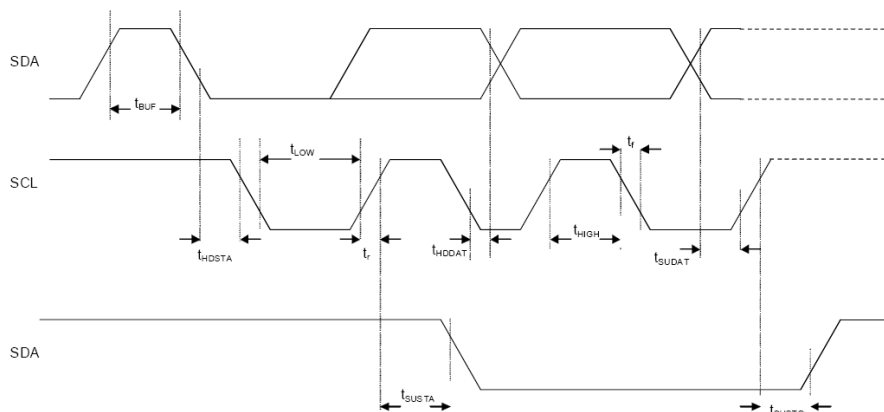 SDA
tBUF
tLOW
tf
SCL
tHDSTA
tr
tHDDAT
tHIGH
tSUDAT
SDA
tSUSTA